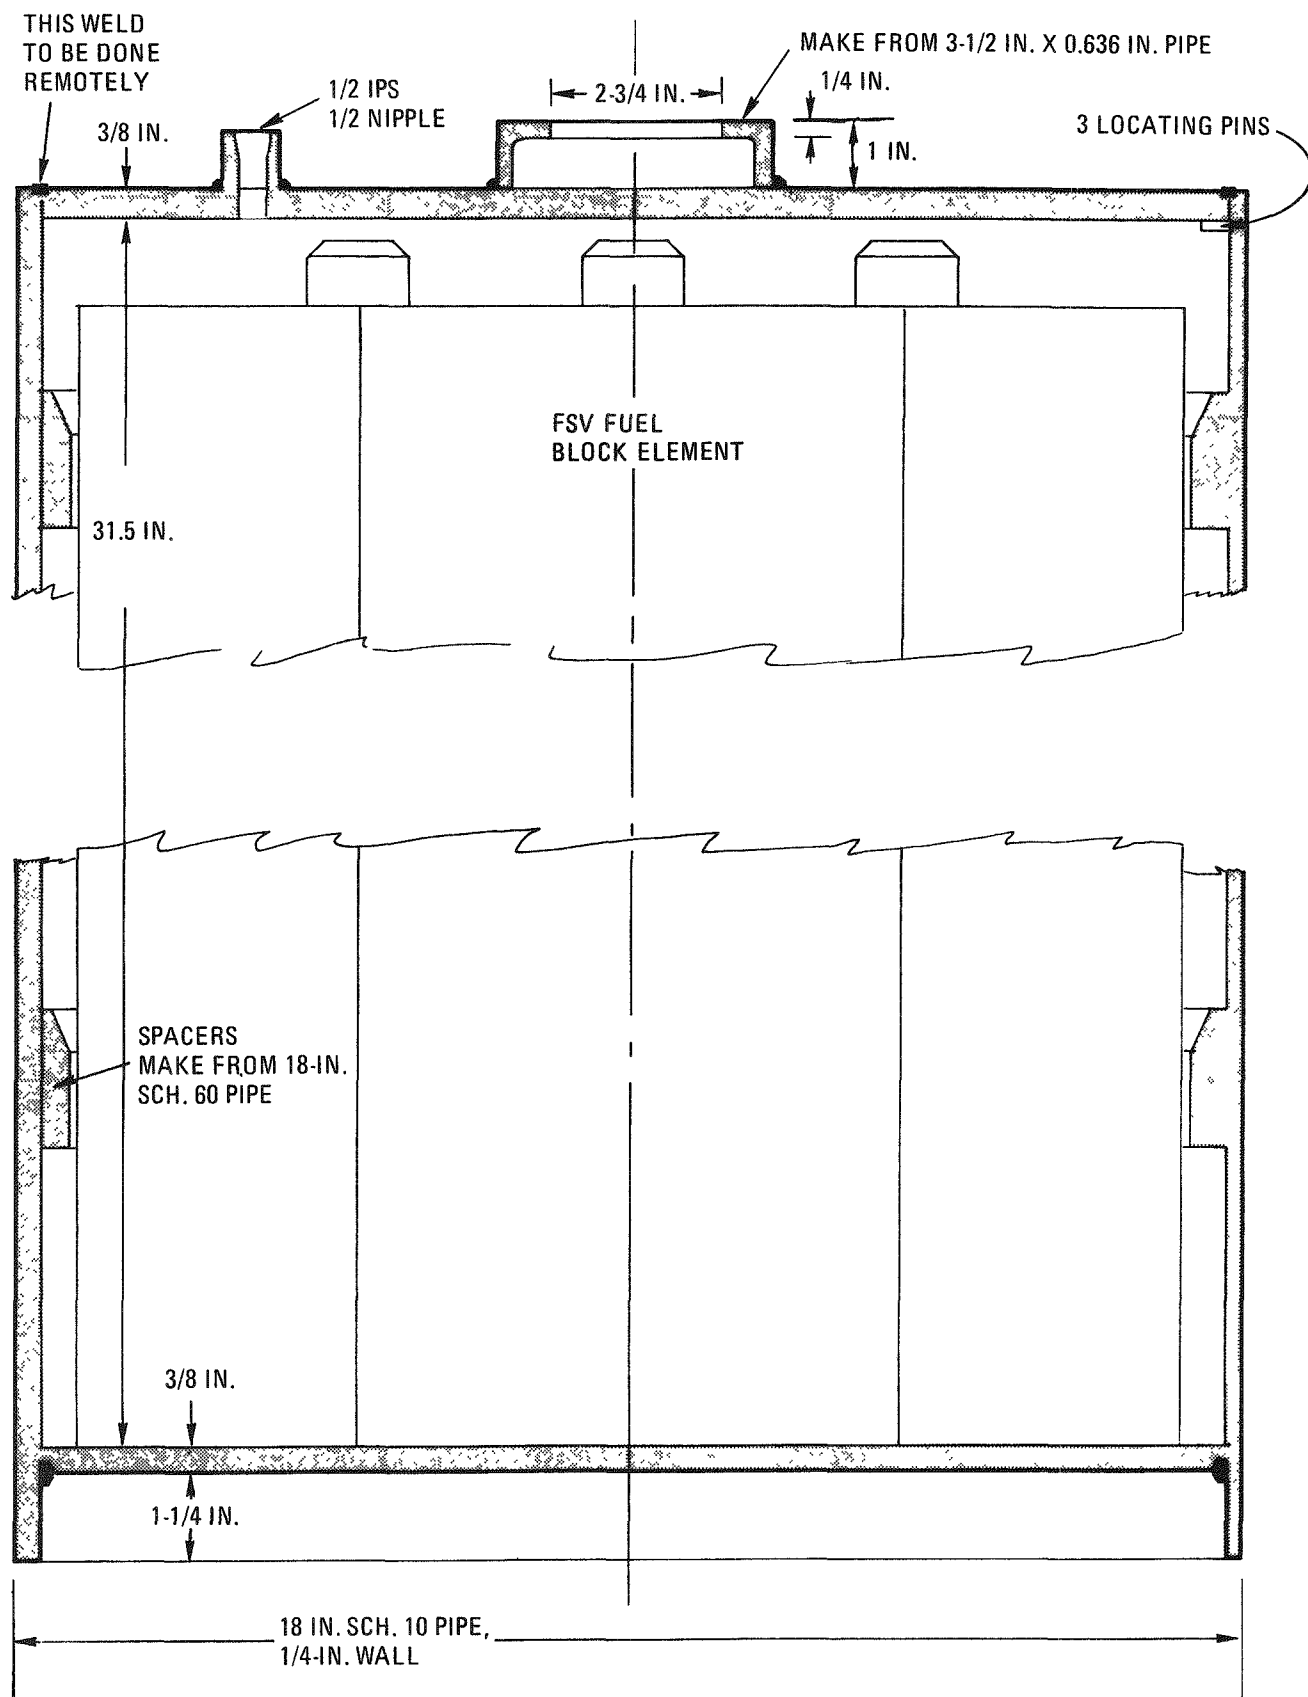 THIS WELD
TO BE DONE
REMOTELY
3/8 IN.
1/2 IPS
1/2 NIPPLE
2-3/4 IN.
MAKE FROM 3-1/2 IN. X 0.636 IN. PIPE
1/4 IN.
1 IN.
3 LOCATING PINS
FSV FUEL
BLOCK ELEMENT
31.5 IN.
SPACERS
MAKE FROM 18-IN.
SCH. 60 PIPE
3/8 IN.
1-1/4 IN.
18 IN. SCH. 10 PIPE,
1/4-IN. WALL